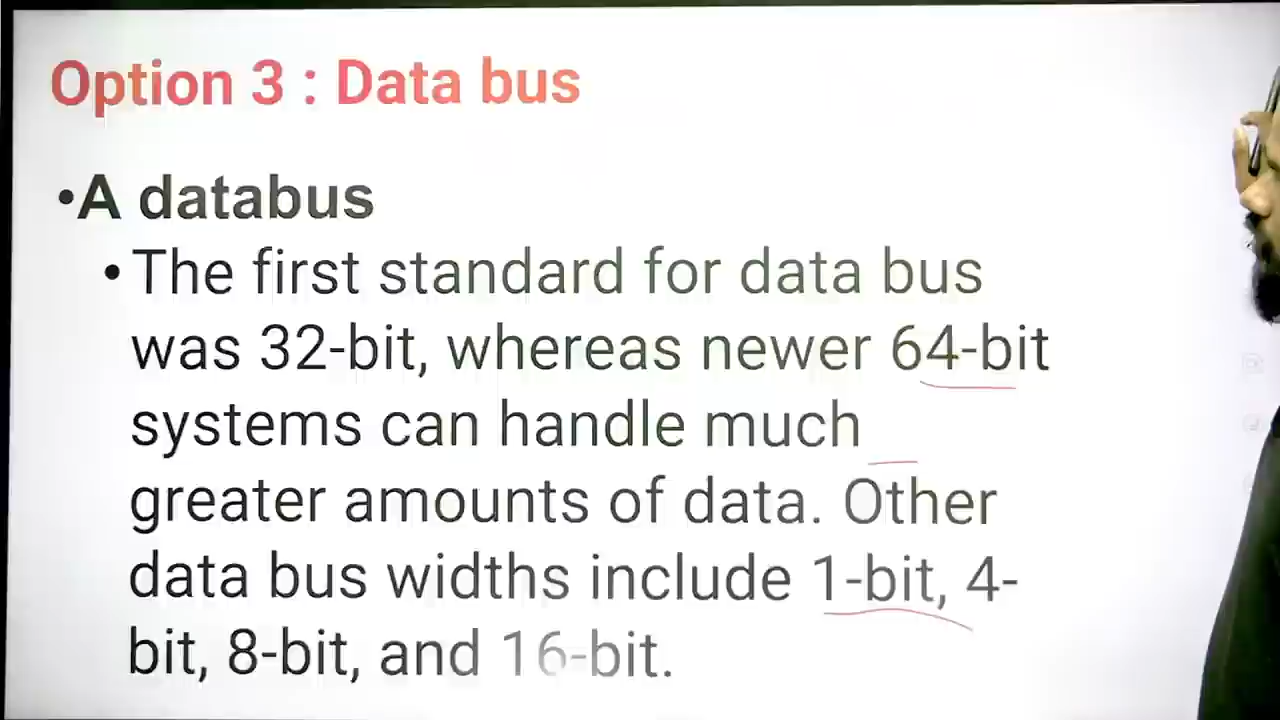 Option 3 : Data bus
•A databus
•The first standard for data bus
was 32-bit, whereas newer 64-bit
systems can handle much
greater amounts of data. Other
data bus widths include 1-bit, 4-
bit, 8-bit, and 16-bit.